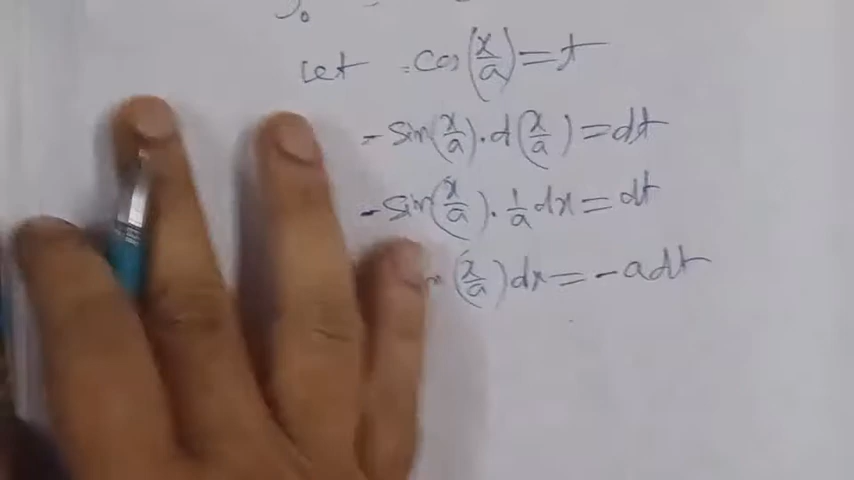 Let cos(x/a) = t
- sin(x/a) . d(x/a) = dt
- sin(x/a) . 1/a dx = dt
(x/a) dx = - a dt